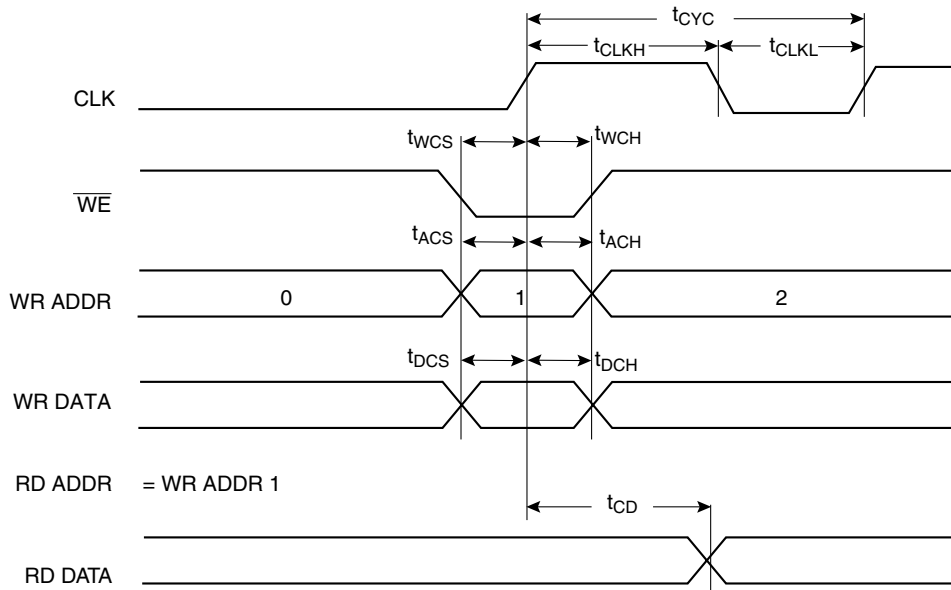 tCYC
tCLKH tCLKL
CLK
tWCS tWCH
WE
tACS tACH
WR ADDR 0 1 2
tDCS tDCH
WR DATA
RD ADDR = WR ADDR 1
tCD
RD DATA